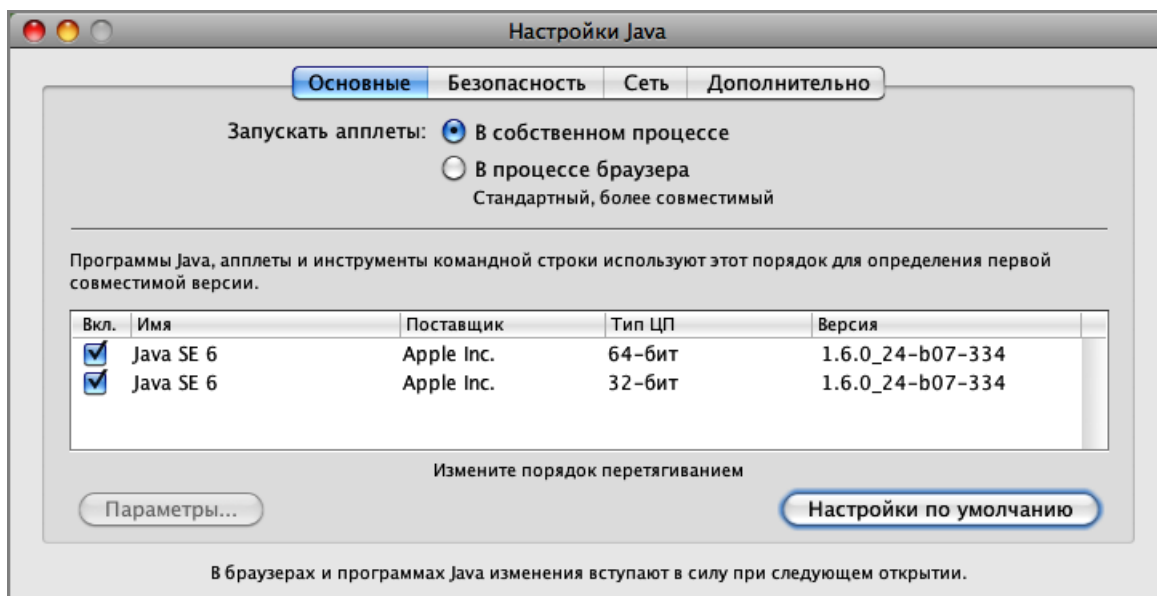 Настройки Java
Основные Безопасность Сеть Дополнительно
Запускать апплеты: В собственном процессе
В процессе браузера
Стандартный, более совместимый
Программы Java, апплеты и инструменты командной строки используют этот порядок для определения первой
совместимой версии.
Вкл. Имя Поставщик Тип ЦП Версия
Java SE 6 Apple Inc. 64-бит 1.6.0_24-b07-334
Java SE 6 Apple Inc. 32-бит 1.6.0_24-b07-334
Измените порядок перетягиванием
Параметры... Настройки по умолчанию
В браузерах и программах Java изменения вступают в силу при следующем открытии.